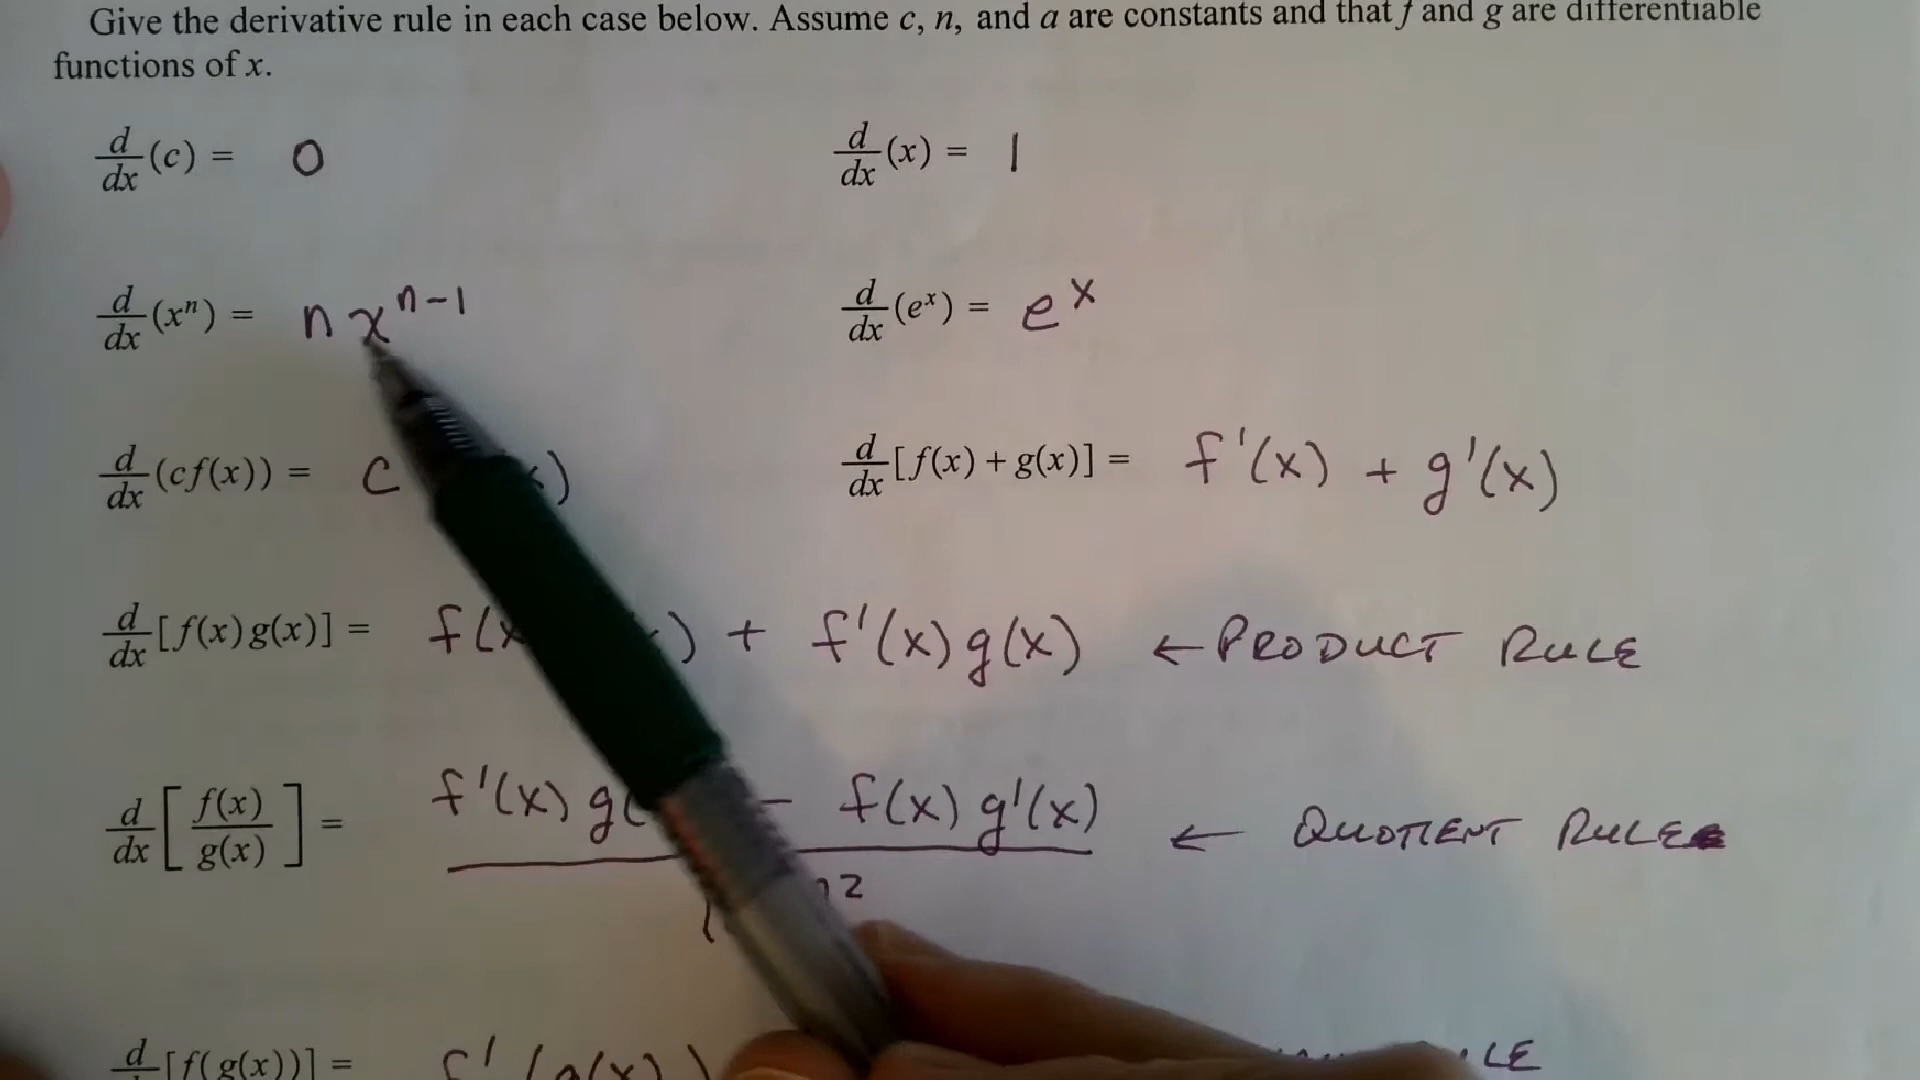 Give the derivative rule in each case below. Assume c, n, and a are constants and that f and g are differentiable
functions of x.
d/dx (c) = 0
d/dx (x) = 1
d/dx (xⁿ) = n xⁿ⁻¹
d/dx (eˣ) = eˣ
d/dx (cf(x)) = c x)
d/dx [f(x) + g(x)] = f'(x) + g'(x)
d/dx [f(x)g(x)] = f(x ) + f'(x) g(x) ← PRODUCT RULE
d/dx [f(x)/g(x)] = f'(x) g( − f(x) g'(x) ← QUOTIENT RULE
2
d [f(g(x))] = f'(g(x))